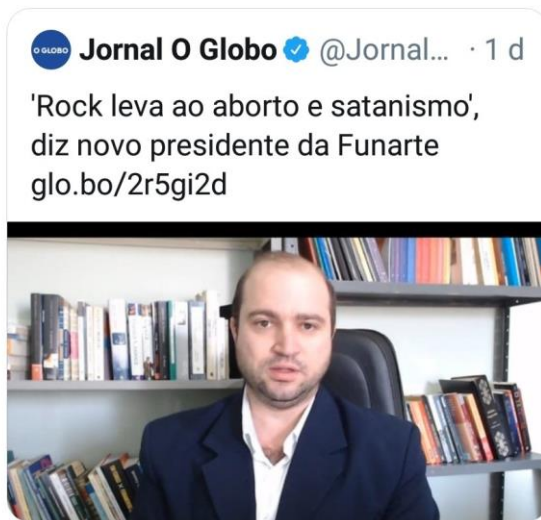 O GLOBO Jornal O Globo @Jornal... · 1 d
'Rock leva ao aborto e satanismo',
diz novo presidente da Funarte
glo.bo/2r5gi2d